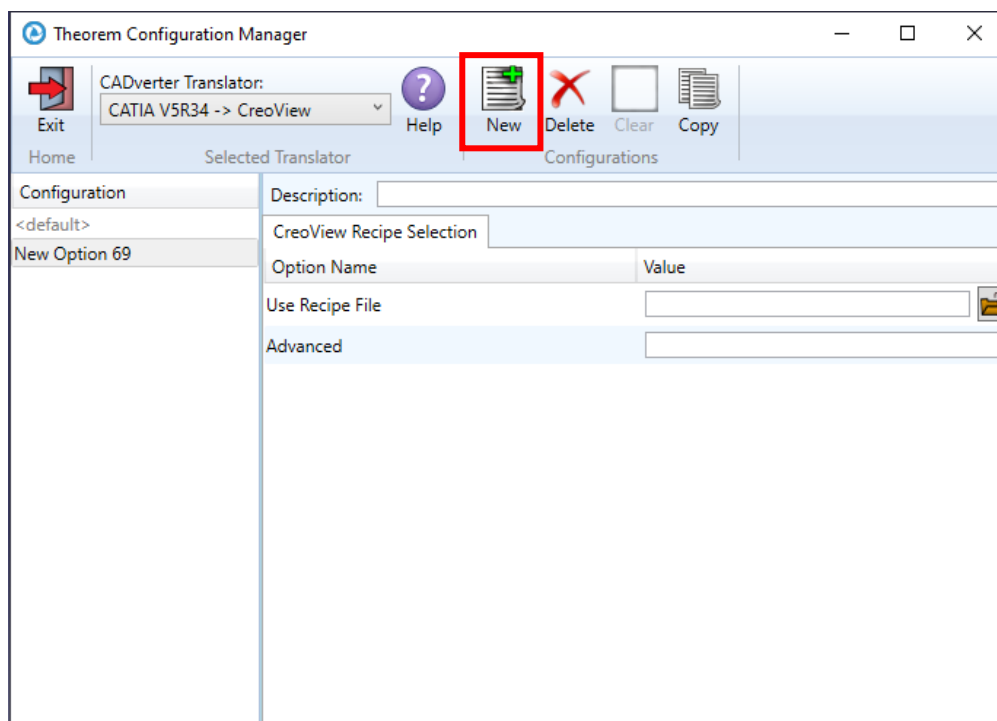 Theorem Configuration Manager
CADverter Translator:
CATIA V5R34 -> CreoView
Exit
Help
New
Delete
Clear
Copy
Home
Selected Translator
Configurations
Configuration
Description:
<default>
CreoView Recipe Selection
New Option 69
Option Name
Value
Use Recipe File
Advanced